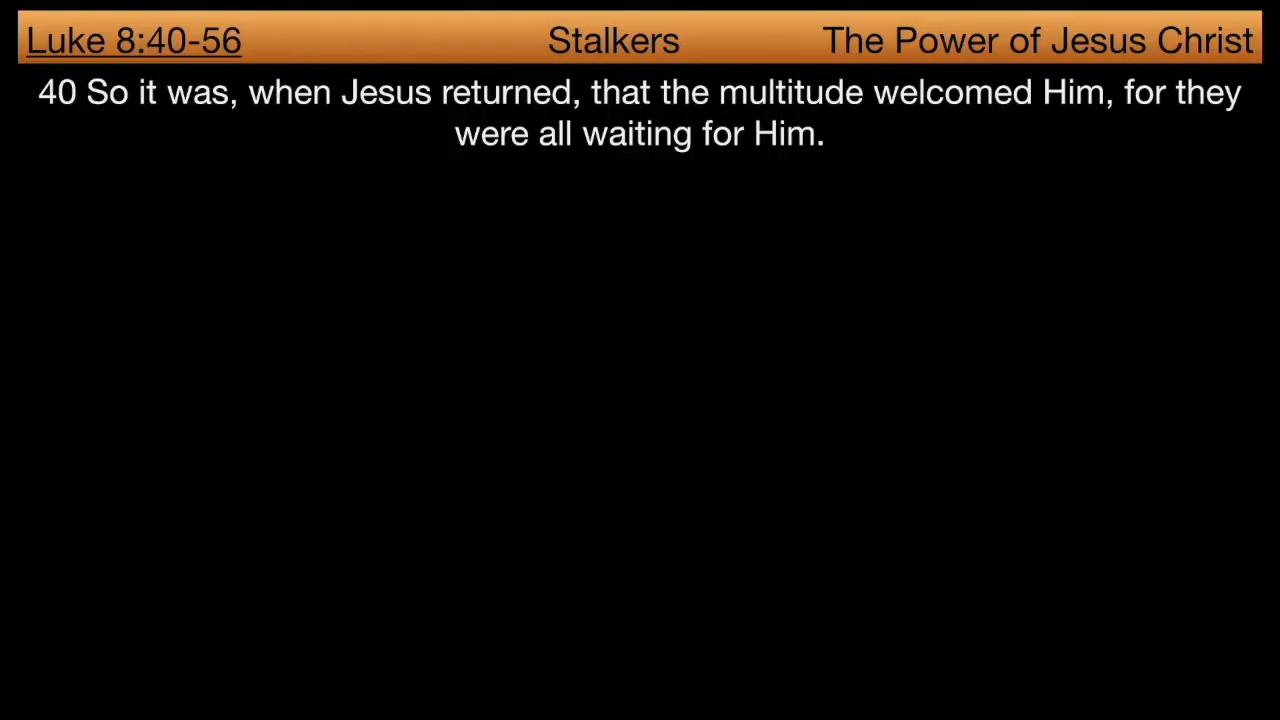 Luke 8:40-56 Stalkers The Power of Jesus Christ
40 So it was, when Jesus returned, that the multitude welcomed Him, for they
were all waiting for Him.